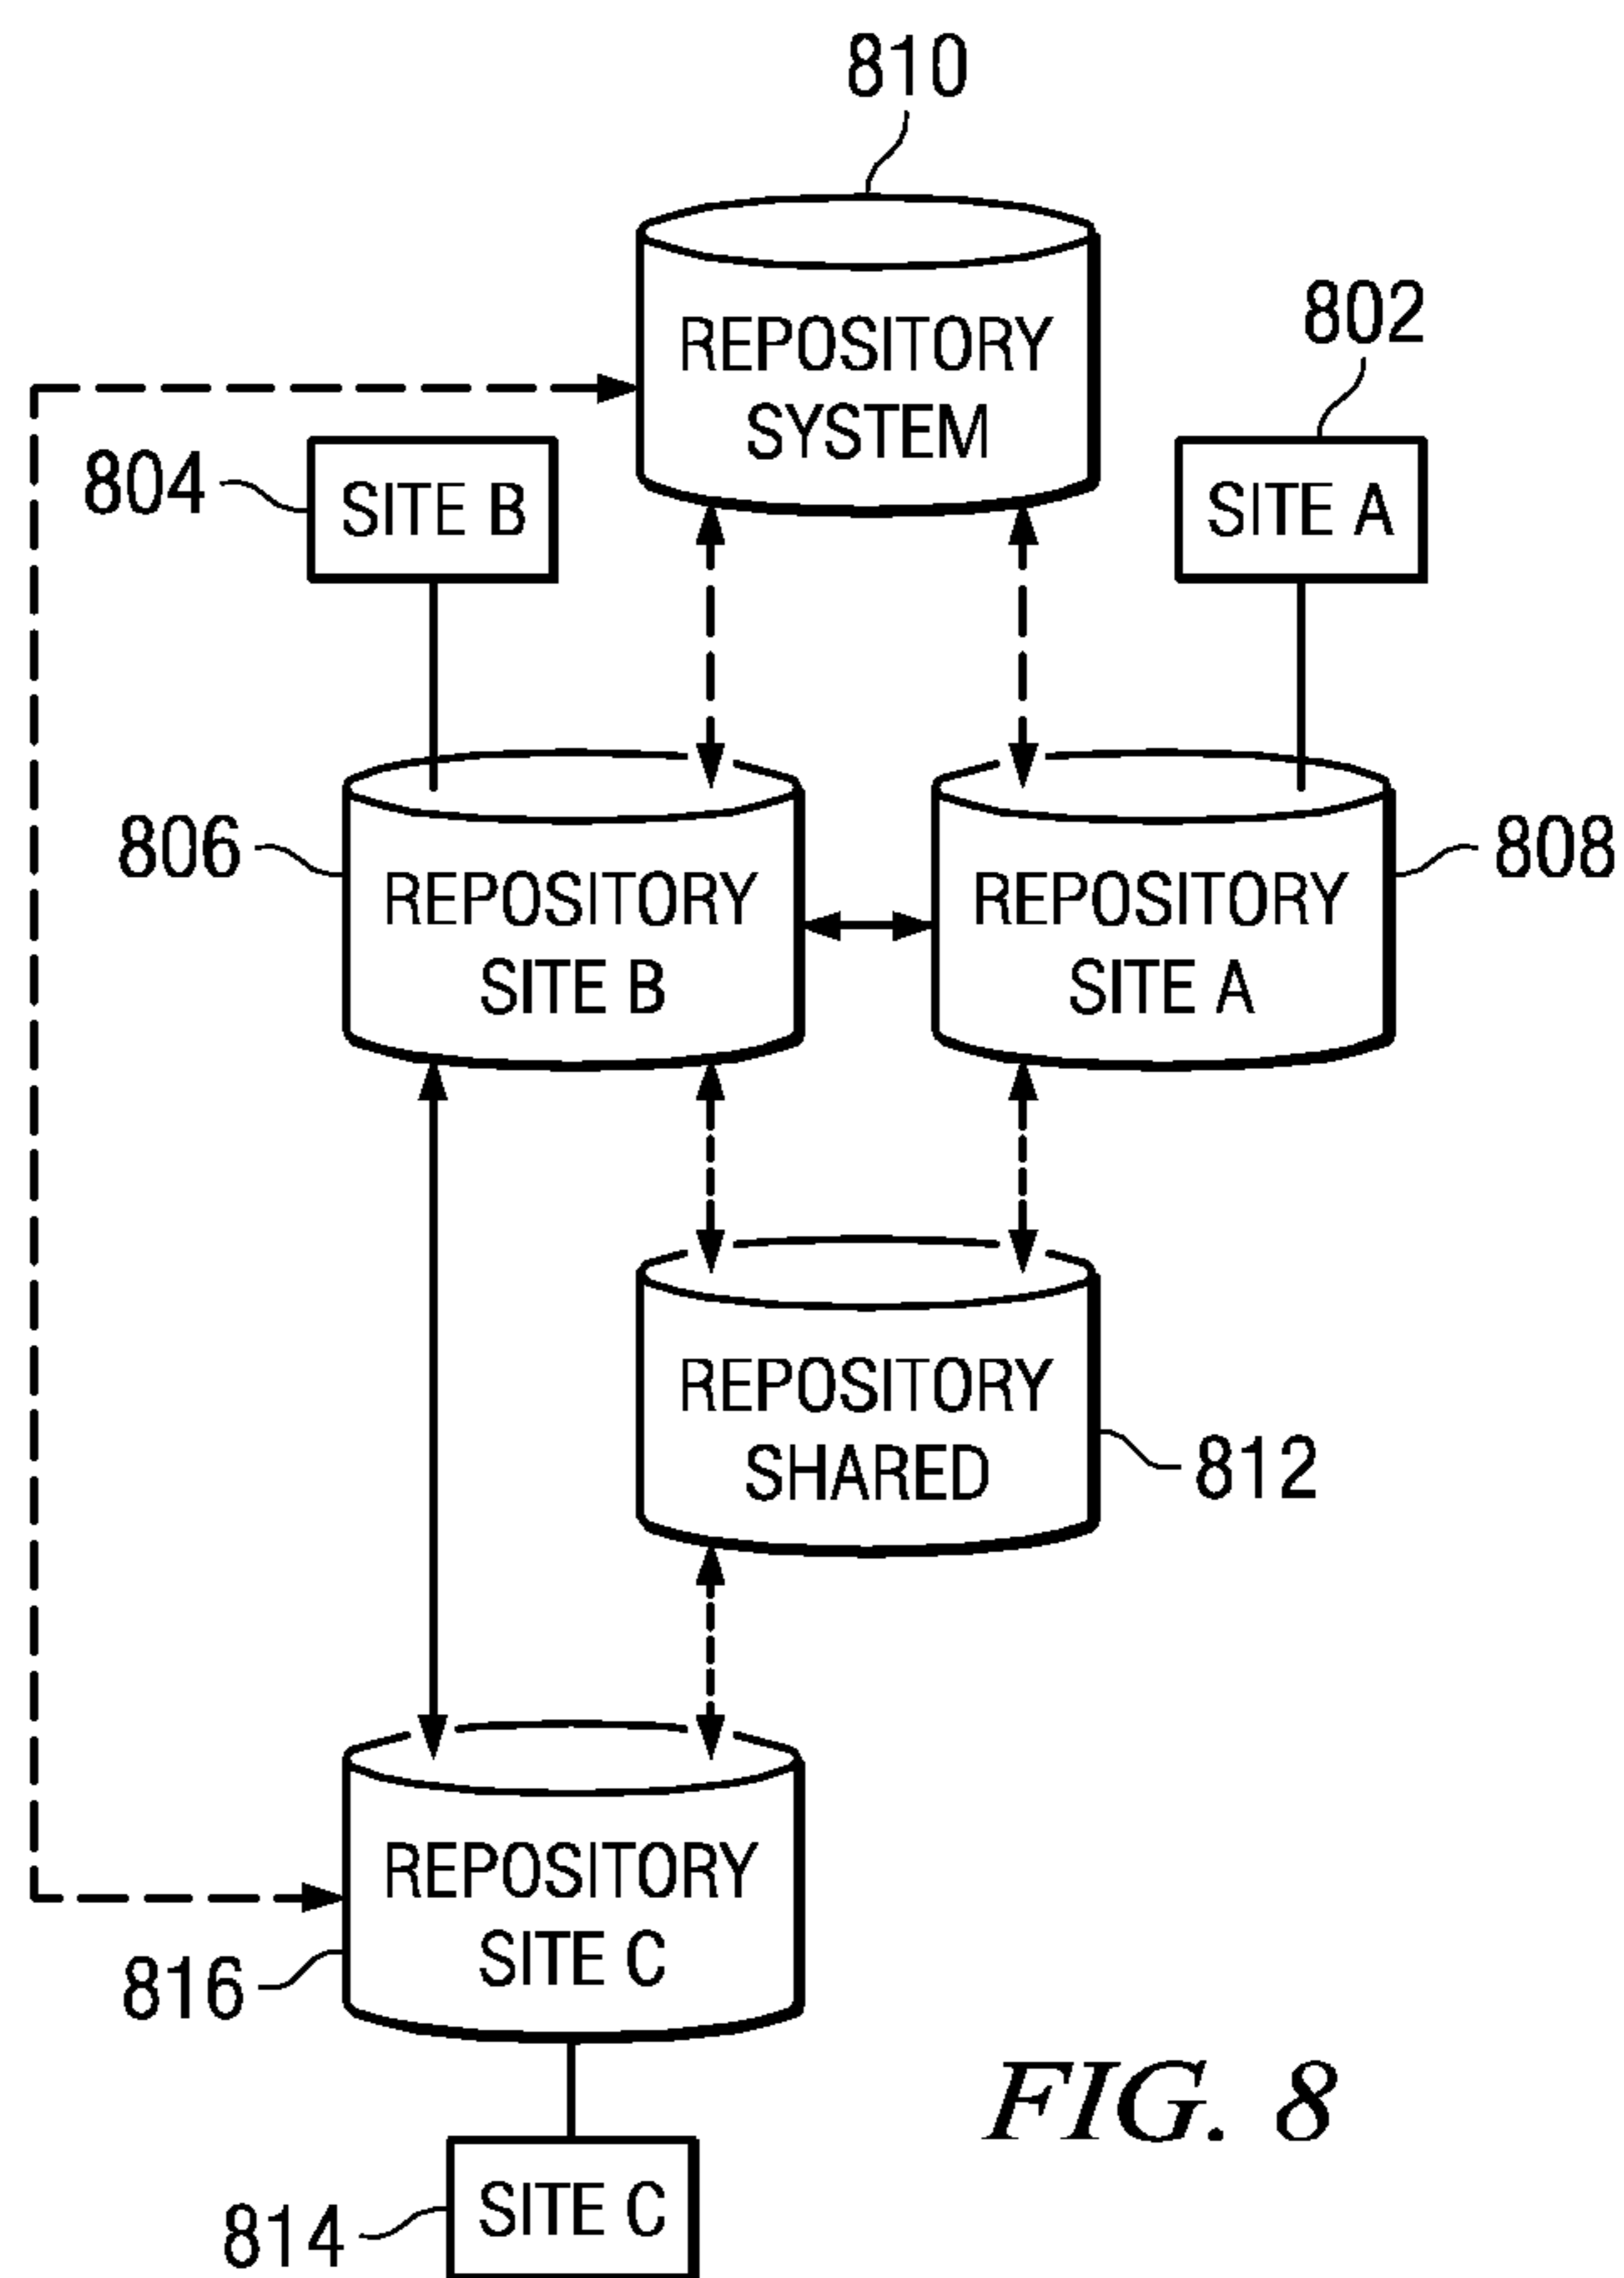 810
REPOSITORY
SYSTEM
802
804
SITE B
SITE A
806
REPOSITORY
SITE B
REPOSITORY
SITE A
808
REPOSITORY
SHARED
812
REPOSITORY
SITE C
816
FIG. 8
SITE C
814